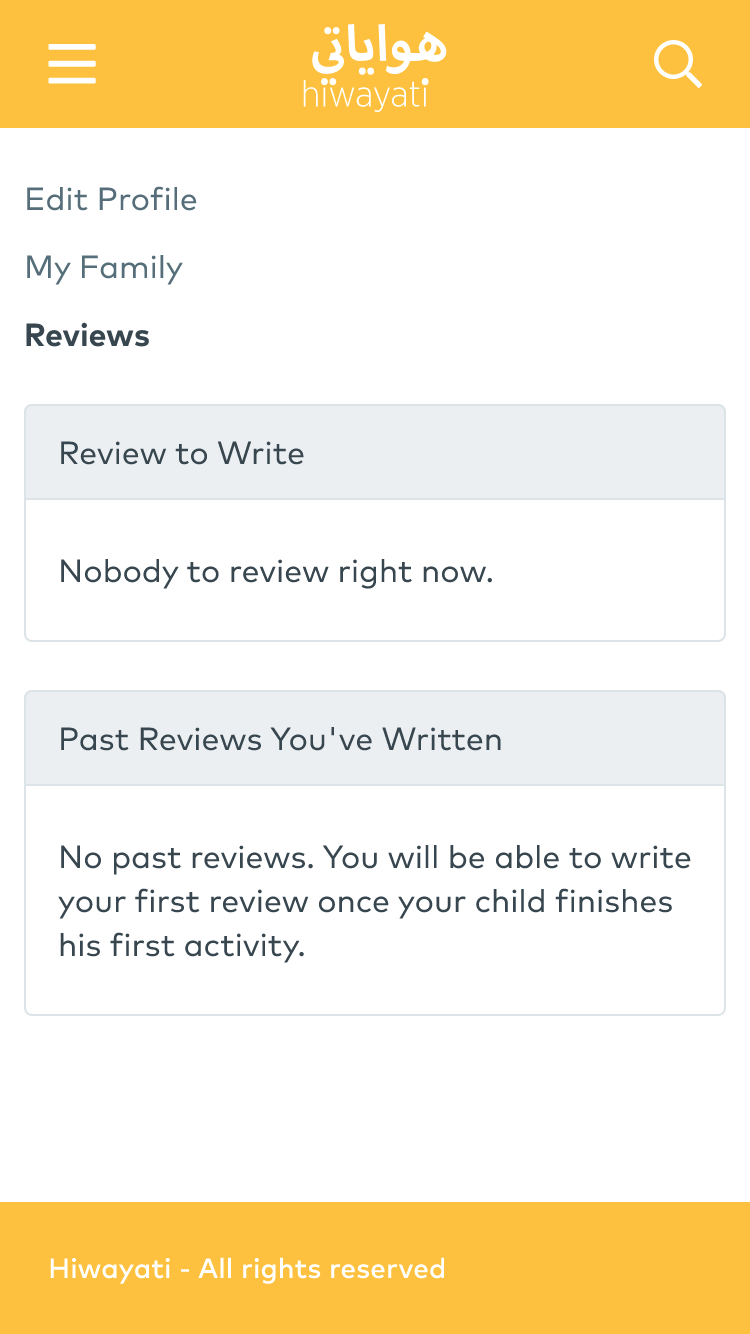 هواياتي
hiwayati
Edit Profile
My Family
Reviews
Review to Write
Nobody to review right now.
Past Reviews You've Written
No past reviews. You will be able to write
your first review once your child finishes
his first activity.
Hiwayati - All rights reserved